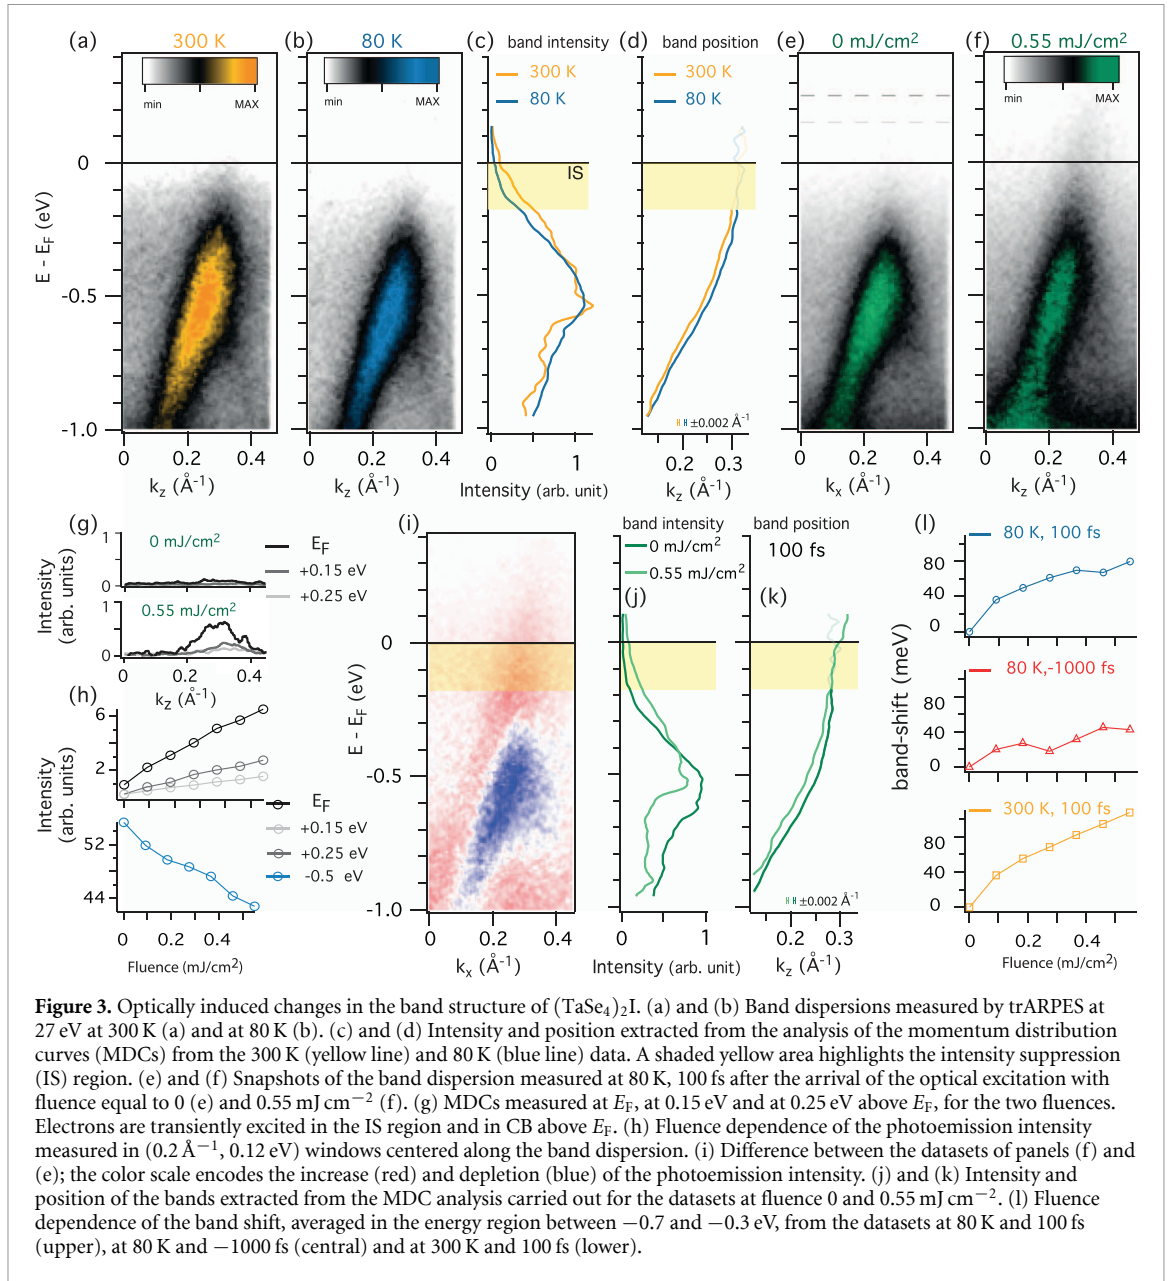 (a) 300 K
min MAX
(b) 80 K
min MAX
(c) band intensity
300 K
80 K
IS
(d) band position
300 K
80 K
±0.002 Å-1
(e) 0 mJ/cm2
(f) 0.55 mJ/cm2
min MAX
E - EF (eV)
0
-0.5
-1.0
0 0.2 0.4
kz (Å-1)
0 0.2 0.4
kz (Å-1)
0 1
Intensity (arb. unit)
0.2 0.3
kz (Å-1)
0 0.2 0.4
kx (Å-1)
0 0.2 0.4
kz (Å-1)
(g)
Intensity
(arb. units)
1
0
0 mJ/cm2
EF
+0.15 eV
+0.25 eV
1
0
0.55 mJ/cm2
0 0.2 0.4
kz (Å-1)
(h)
Intensity
(arb. units)
6
2
EF
+0.15 eV
+0.25 eV
-0.5 eV
52
44
0 0.2 0.4
Fluence (mJ/cm2)
(i)
E - EF (eV)
0
-0.5
-1.0
0 0.2 0.4
kx (Å-1)
band intensity
0 mJ/cm2
0.55 mJ/cm2
(j)
0 1
Intensity (arb. unit)
band position
100 fs
(k)
±0.002 Å-1
0.2 0.3
kz (Å-1)
(l)
band-shift (meV)
80 K, 100 fs
80
40
0
80 K,-1000 fs
80
40
0
300 K, 100 fs
80
40
0
0 0.2 0.4
Fluence (mJ/cm2)
Figure 3. Optically induced changes in the band structure of (TaSe4)2I. (a) and (b) Band dispersions measured by trARPES at
27 eV at 300 K (a) and at 80 K (b). (c) and (d) Intensity and position extracted from the analysis of the momentum distribution
curves (MDCs) from the 300 K (yellow line) and 80 K (blue line) data. A shaded yellow area highlights the intensity suppression
(IS) region. (e) and (f) Snapshots of the band dispersion measured at 80 K, 100 fs after the arrival of the optical excitation with
fluence equal to 0 (e) and 0.55 mJ cm−2 (f). (g) MDCs measured at EF, at 0.15 eV and at 0.25 eV above EF, for the two fluences.
Electrons are transiently excited in the IS region and in CB above EF. (h) Fluence dependence of the photoemission intensity
measured in (0.2 Å−1, 0.12 eV) windows centered along the band dispersion. (i) Difference between the datasets of panels (f) and
(e); the color scale encodes the increase (red) and depletion (blue) of the photoemission intensity. (j) and (k) Intensity and
position of the bands extracted from the MDC analysis carried out for the datasets at fluence 0 and 0.55 mJ cm−2. (l) Fluence
dependence of the band shift, averaged in the energy region between −0.7 and −0.3 eV, from the datasets at 80 K and 100 fs
(upper), at 80 K and −1000 fs (central) and at 300 K and 100 fs (lower).